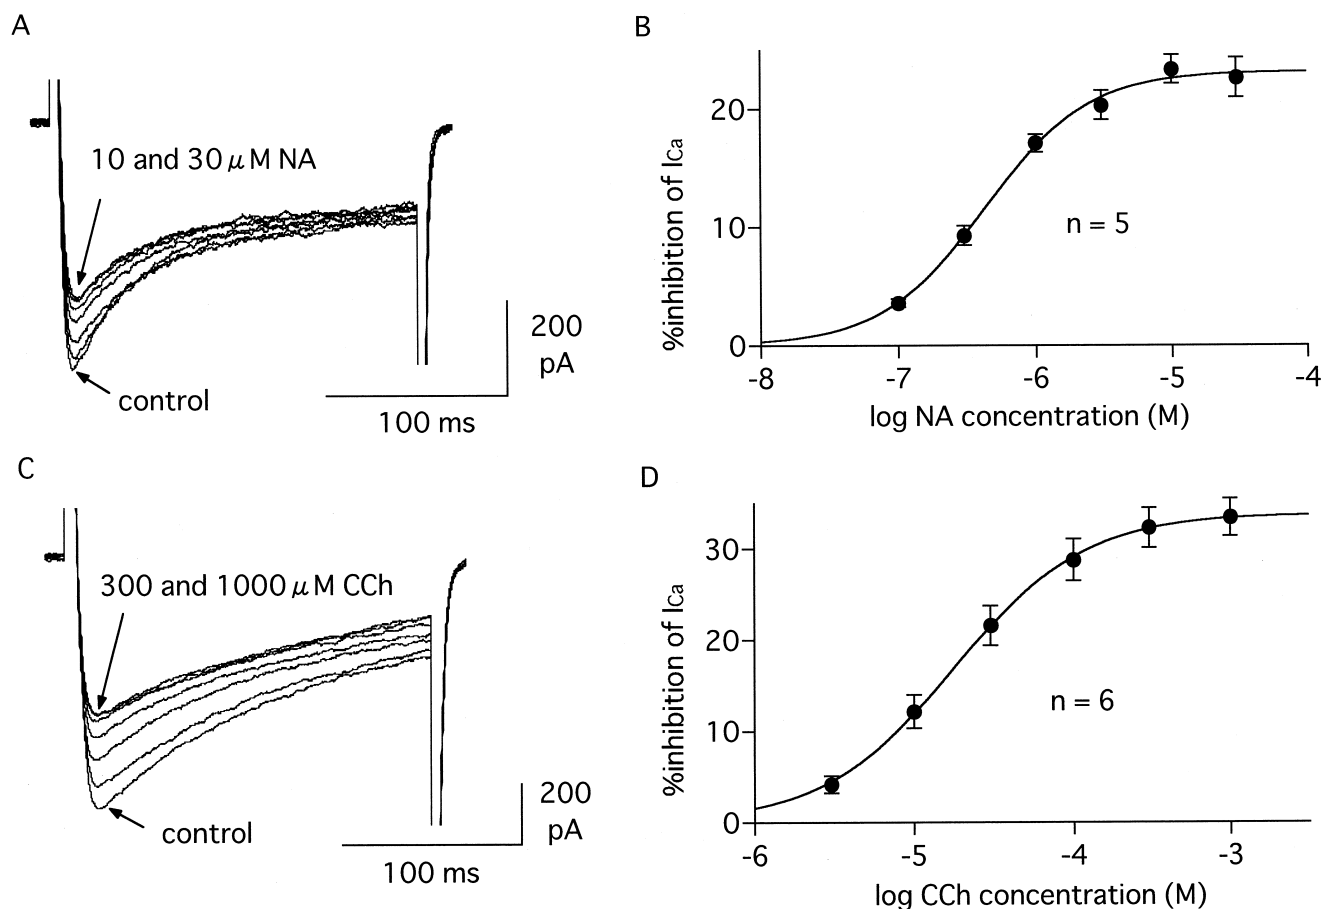 A
10 and 30 μM NA
control
200
pA
100 ms
B
%inhibition of ICa
20
10
0
n = 5
-8 -7 -6 -5 -4
log NA concentration (M)
C
300 and 1000 μM CCh
control
200
pA
100 ms
D
%inhibition of ICa
30
20
10
0
n = 6
-6 -5 -4 -3
log CCh concentration (M)